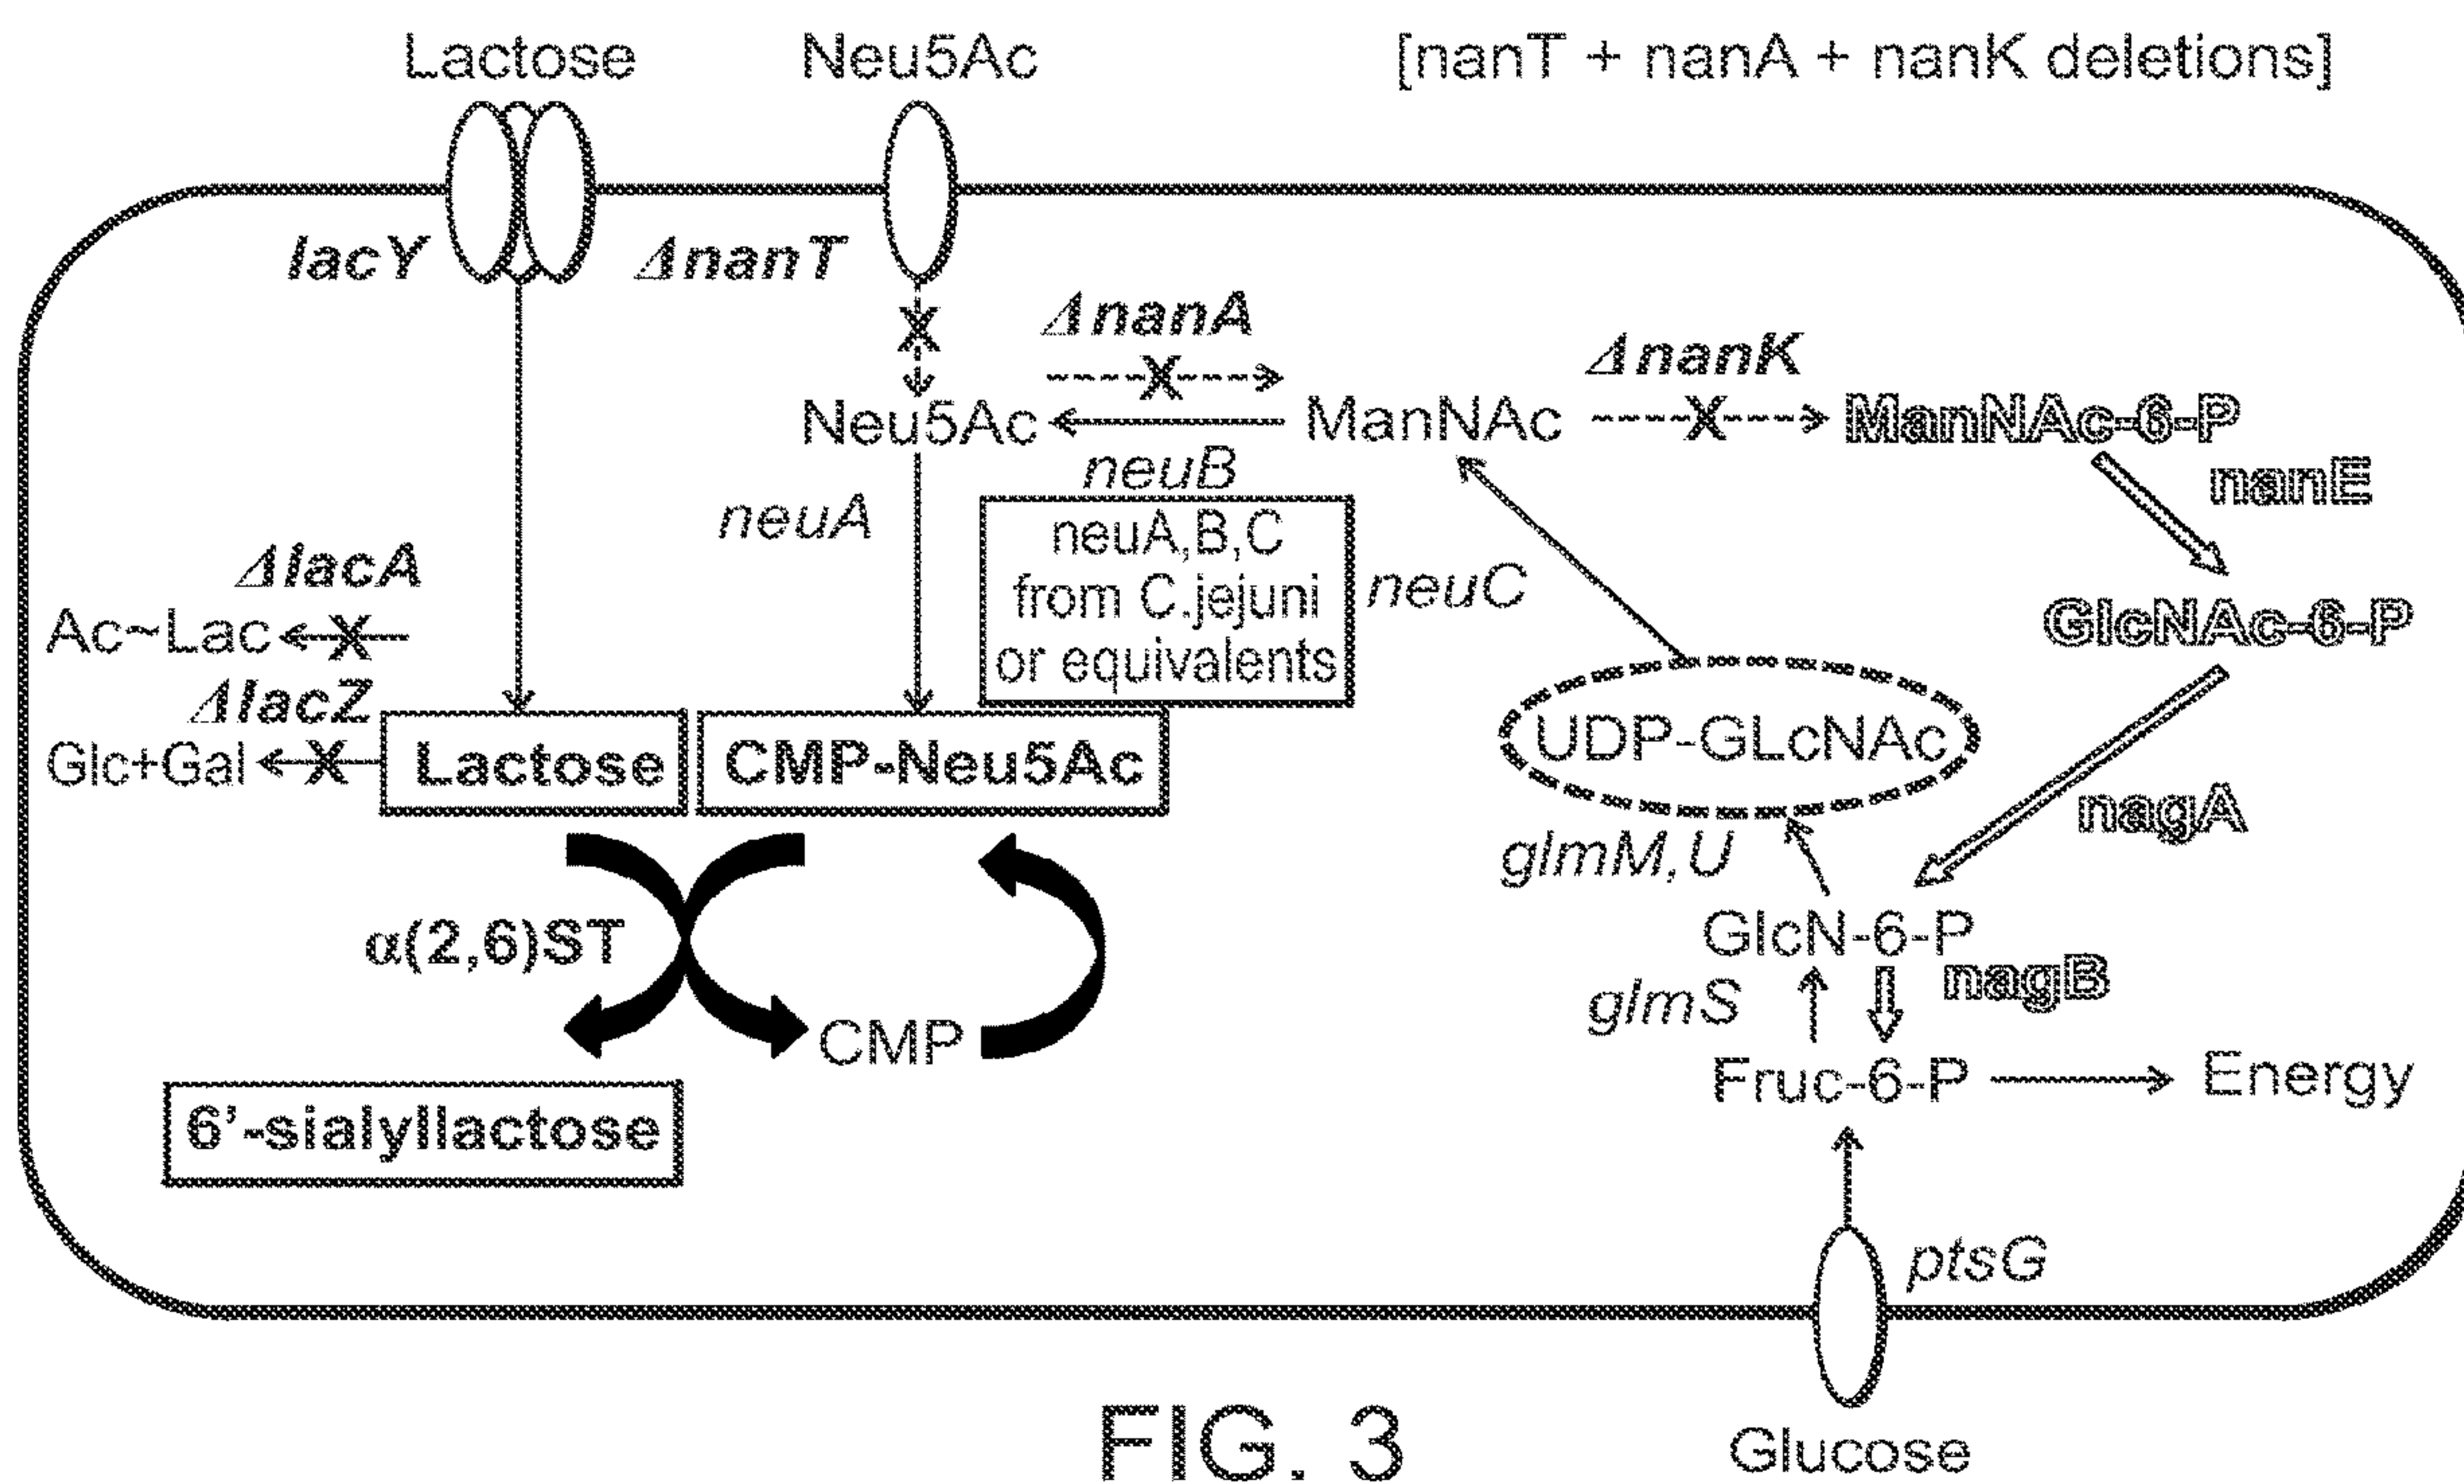 Lactose
Neu5Ac
[nanT + nanA + nanK deletions]
lacY
ΔnanT
ΔnanA
ΔnanK
Neu5Ac
ManNAc
ManNAc-6-P
neuB
nanE
neuA
neuA,B,C
from C.jejuni
or equivalents
neuC
ΔlacA
Ac~Lac
GlcNAc-6-P
ΔlacZ
Glc+Gal
Lactose
CMP-Neu5Ac
UDP-GLcNAc
nagA
glmM,U
α(2,6)ST
GlcN-6-P
nagB
glmS
CMP
Fruc-6-P
Energy
6'-sialyllactose
ptsG
Glucose
FIG. 3